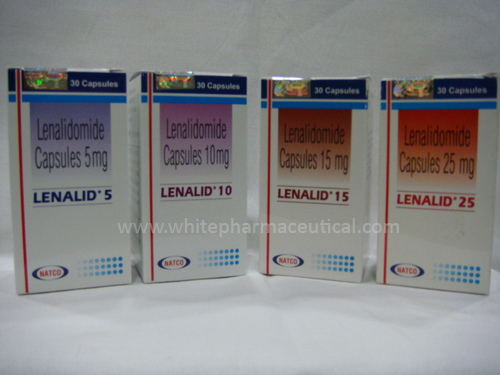 30 Capsules
Lenalidomide
Capsules 5mg
LENALID® 5
NATCO
30 Capsules
Lenalidomide
Capsules 10mg
LENALID® 10
NATCO
30 Capsules
Lenalidomide
Capsules 15 mg
LENALID® 15
NATCO
30 Capsules
Lenalidomide
Capsules 25 mg
LENALID® 25
NATCO
www.whitepharmaceutical.com